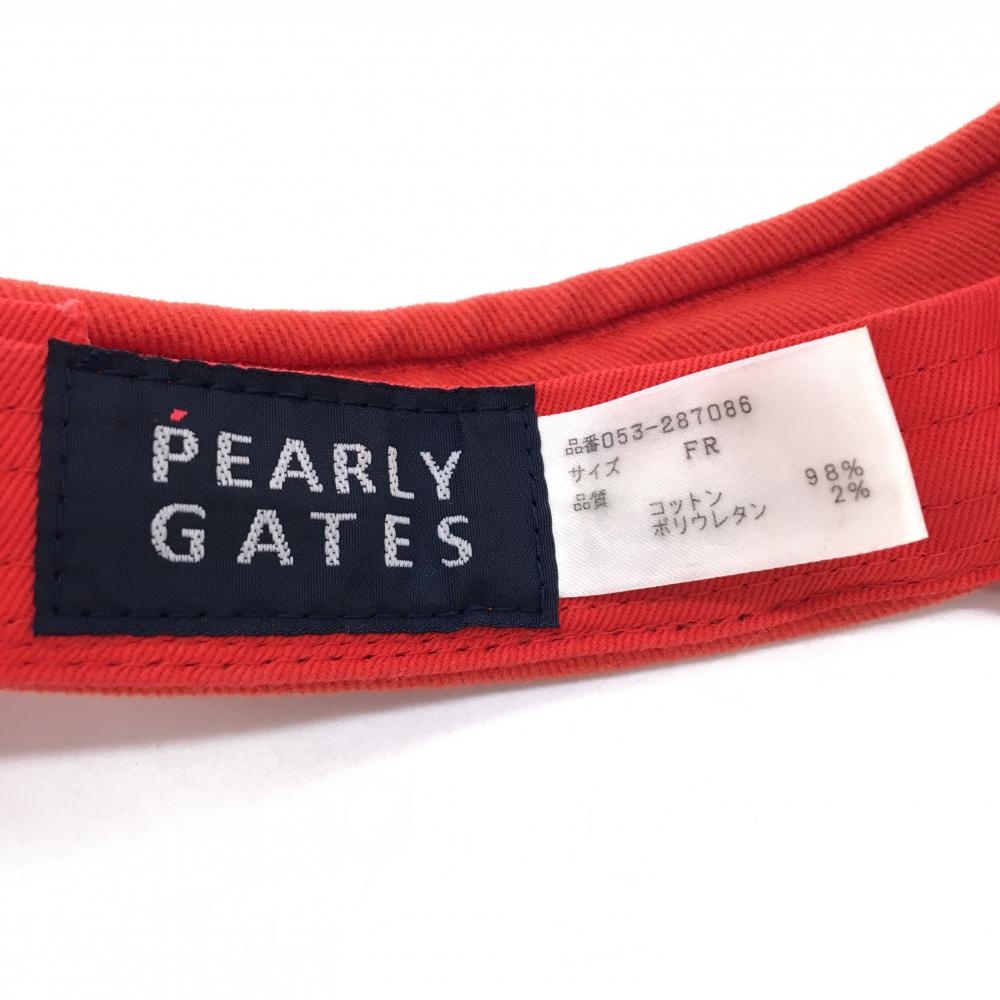 PEARLY
GATES
品番053-287086
サイズ FR
品質 コットン 98%
ポリウレタン 2%